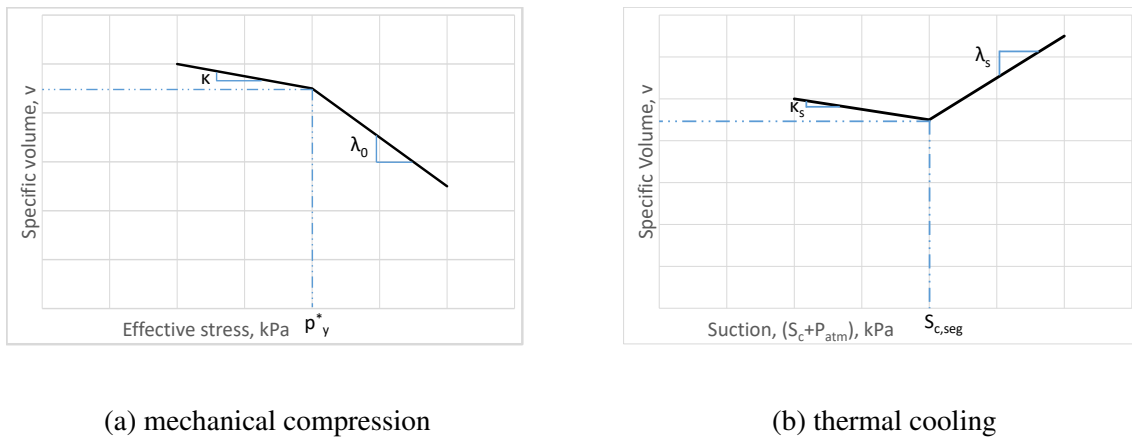 Specific volume, v
κ
λ0
Effective stress, kPa
p*y
(a) mechanical compression
Specific Volume, v
κs
λs
Suction, (Sc+Patm), kPa
Sc,seg
(b) thermal cooling